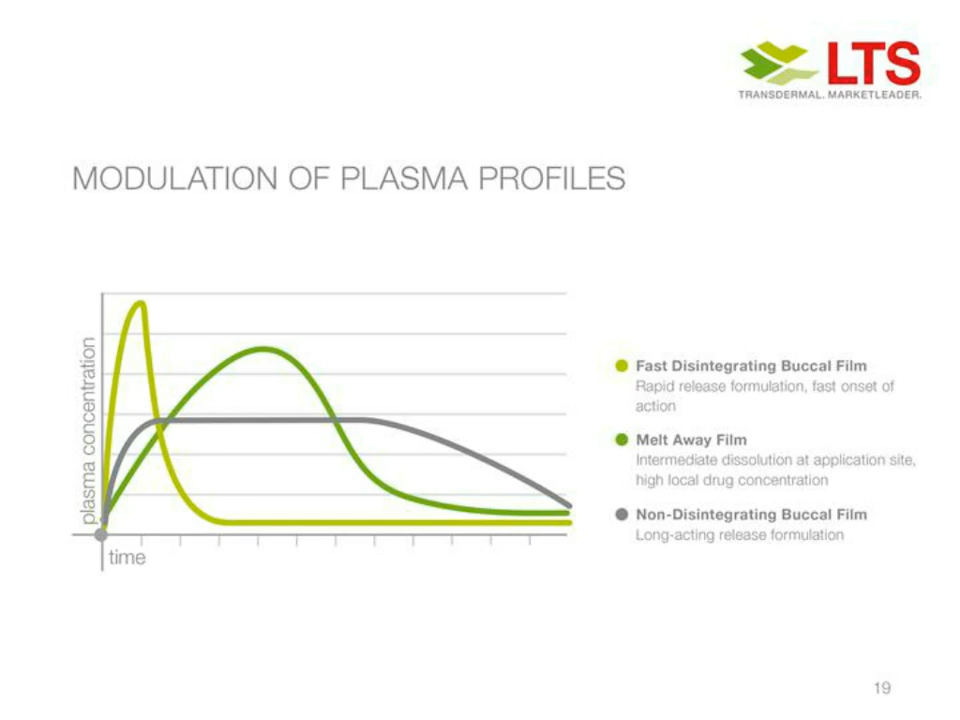 LTS
TRANSDERMAL. MARKETLEADER.
MODULATION OF PLASMA PROFILES
plasma concentration
time
Fast Disintegrating Buccal Film
Rapid release formulation, fast onset of
action
Melt Away Film
Intermediate dissolution at application site,
high local drug concentration
Non-Disintegrating Buccal Film
Long-acting release formulation
19